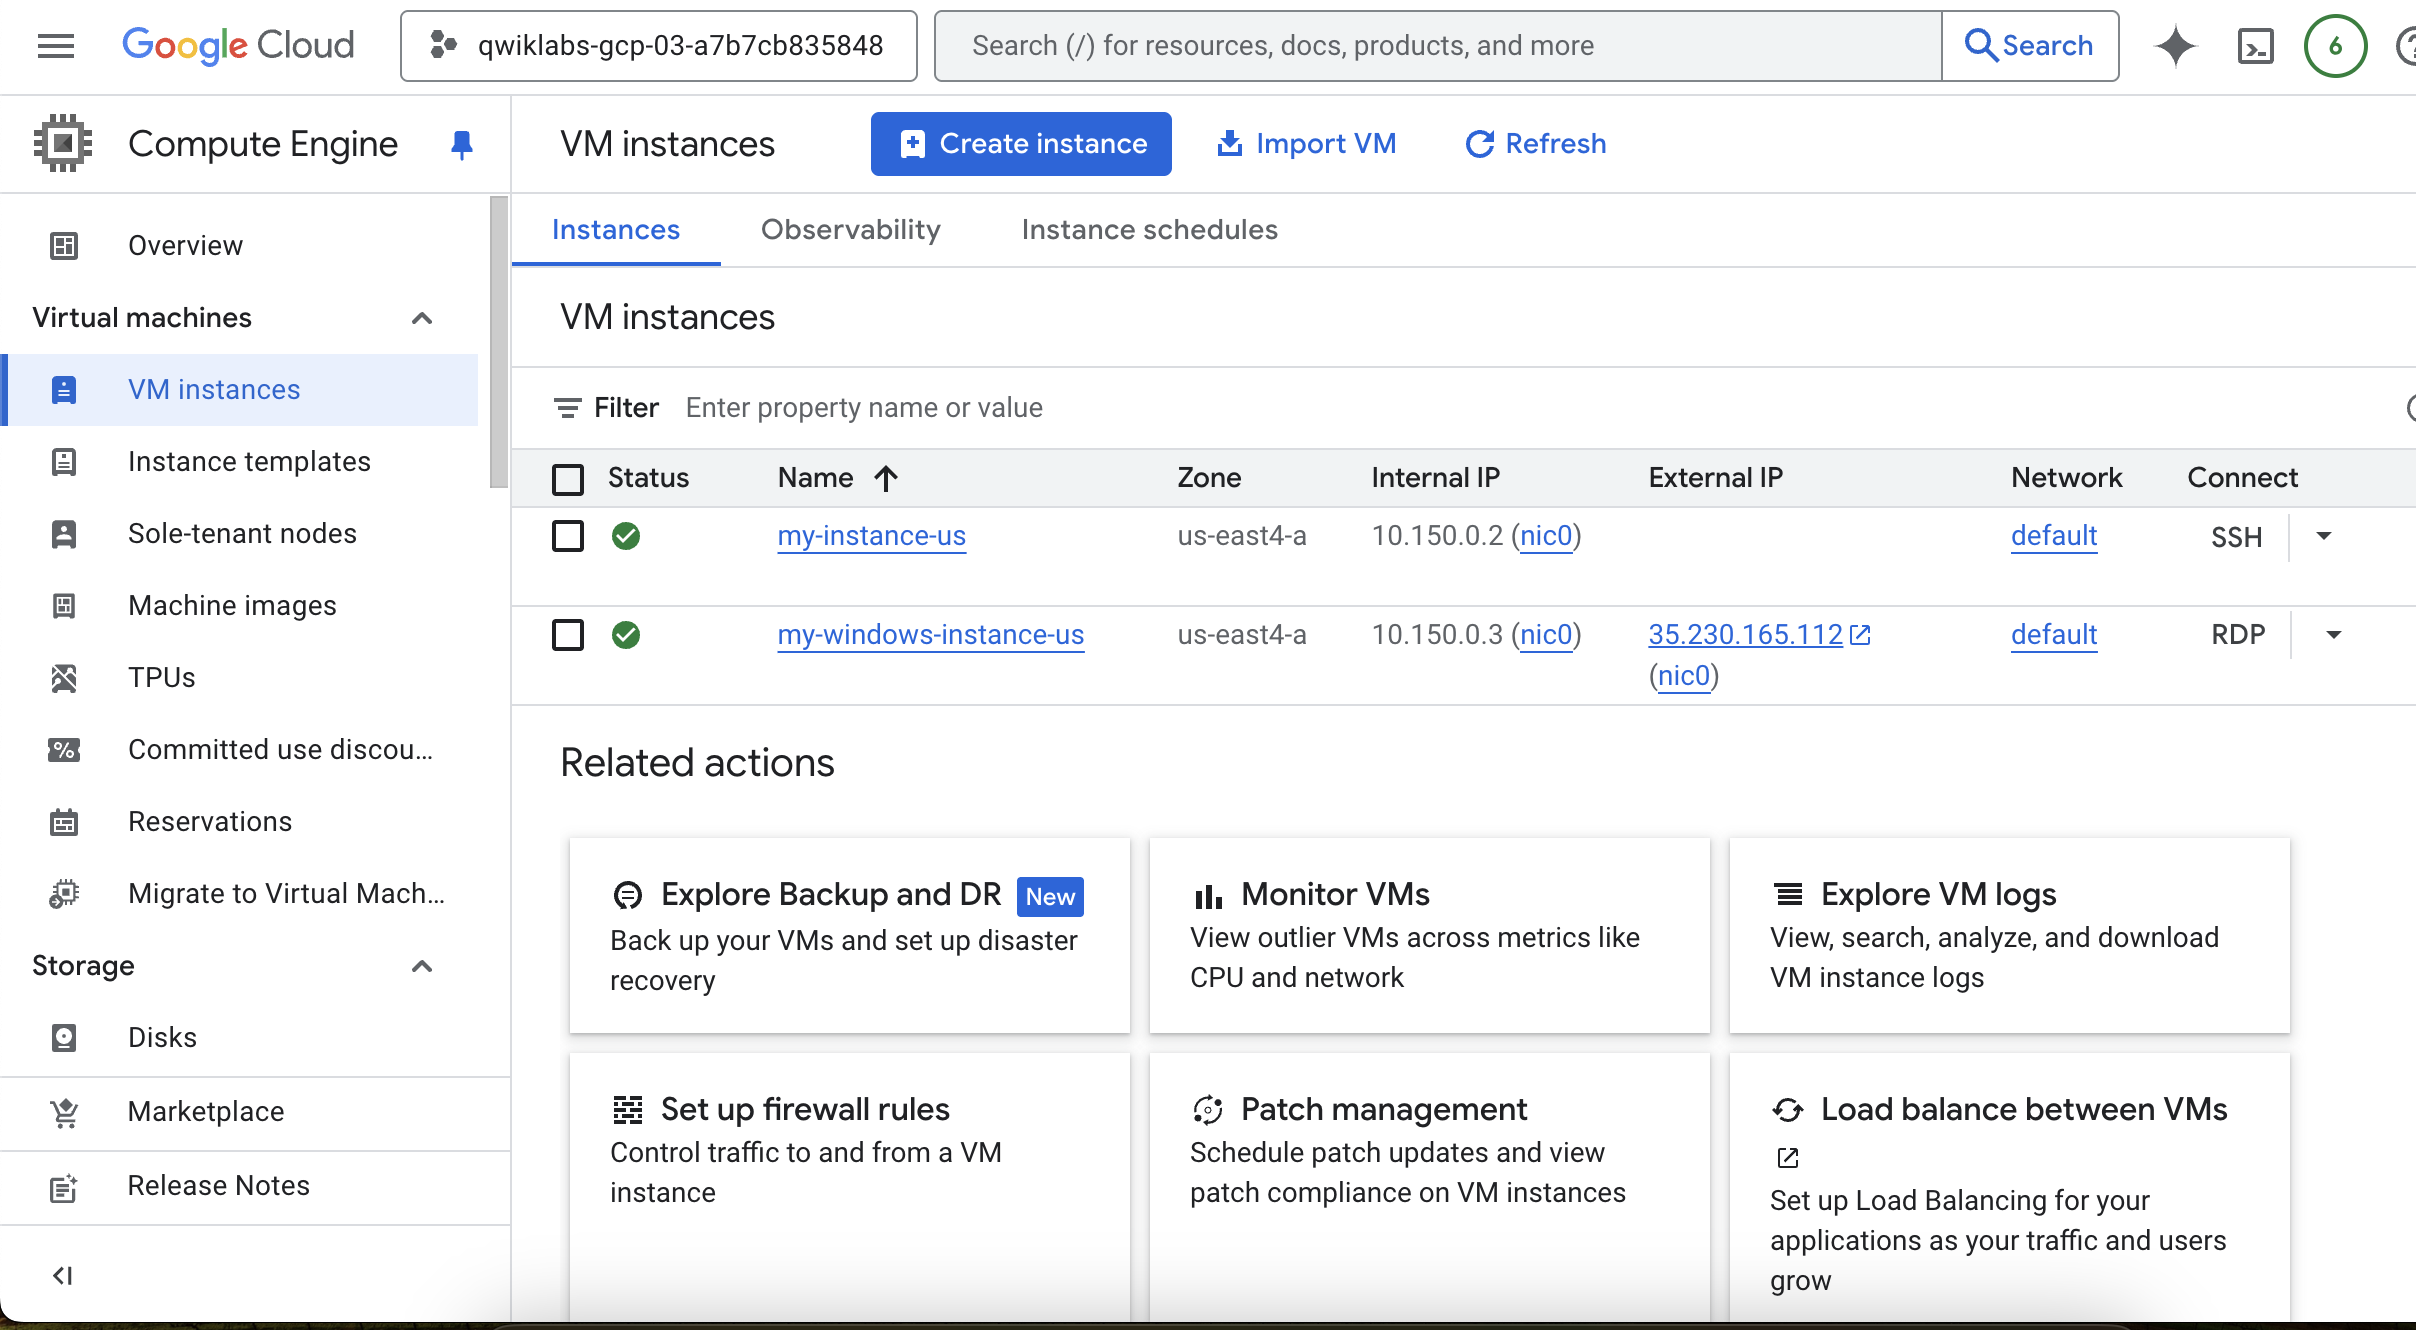 Google Cloud
qwiklabs-gcp-03-a7b7cb835848
Search (/) for resources, docs, products, and more
Search
6
Compute Engine
Overview
Virtual machines
VM instances
Instance templates
Sole-tenant nodes
Machine images
TPUs
Committed use discou...
Reservations
Migrate to Virtual Mach...
Storage
Disks
Marketplace
Release Notes
VM instances
Create instance
Import VM
Refresh
Instances Observability Instance schedules
VM instances
Filter Enter property name or value
Status Name Zone Internal IP External IP Network Connect
my-instance-us us-east4-a 10.150.0.2 (nic0) default SSH
my-windows-instance-us us-east4-a 10.150.0.3 (nic0) 35.230.165.112 default RDP
(nic0)
Related actions
Explore Backup and DR New
Back up your VMs and set up disaster
recovery
Monitor VMs
View outlier VMs across metrics like
CPU and network
Explore VM logs
View, search, analyze, and download
VM instance logs
Set up firewall rules
Control traffic to and from a VM
instance
Patch management
Schedule patch updates and view
patch compliance on VM instances
Load balance between VMs
Set up Load Balancing for your
applications as your traffic and users
grow